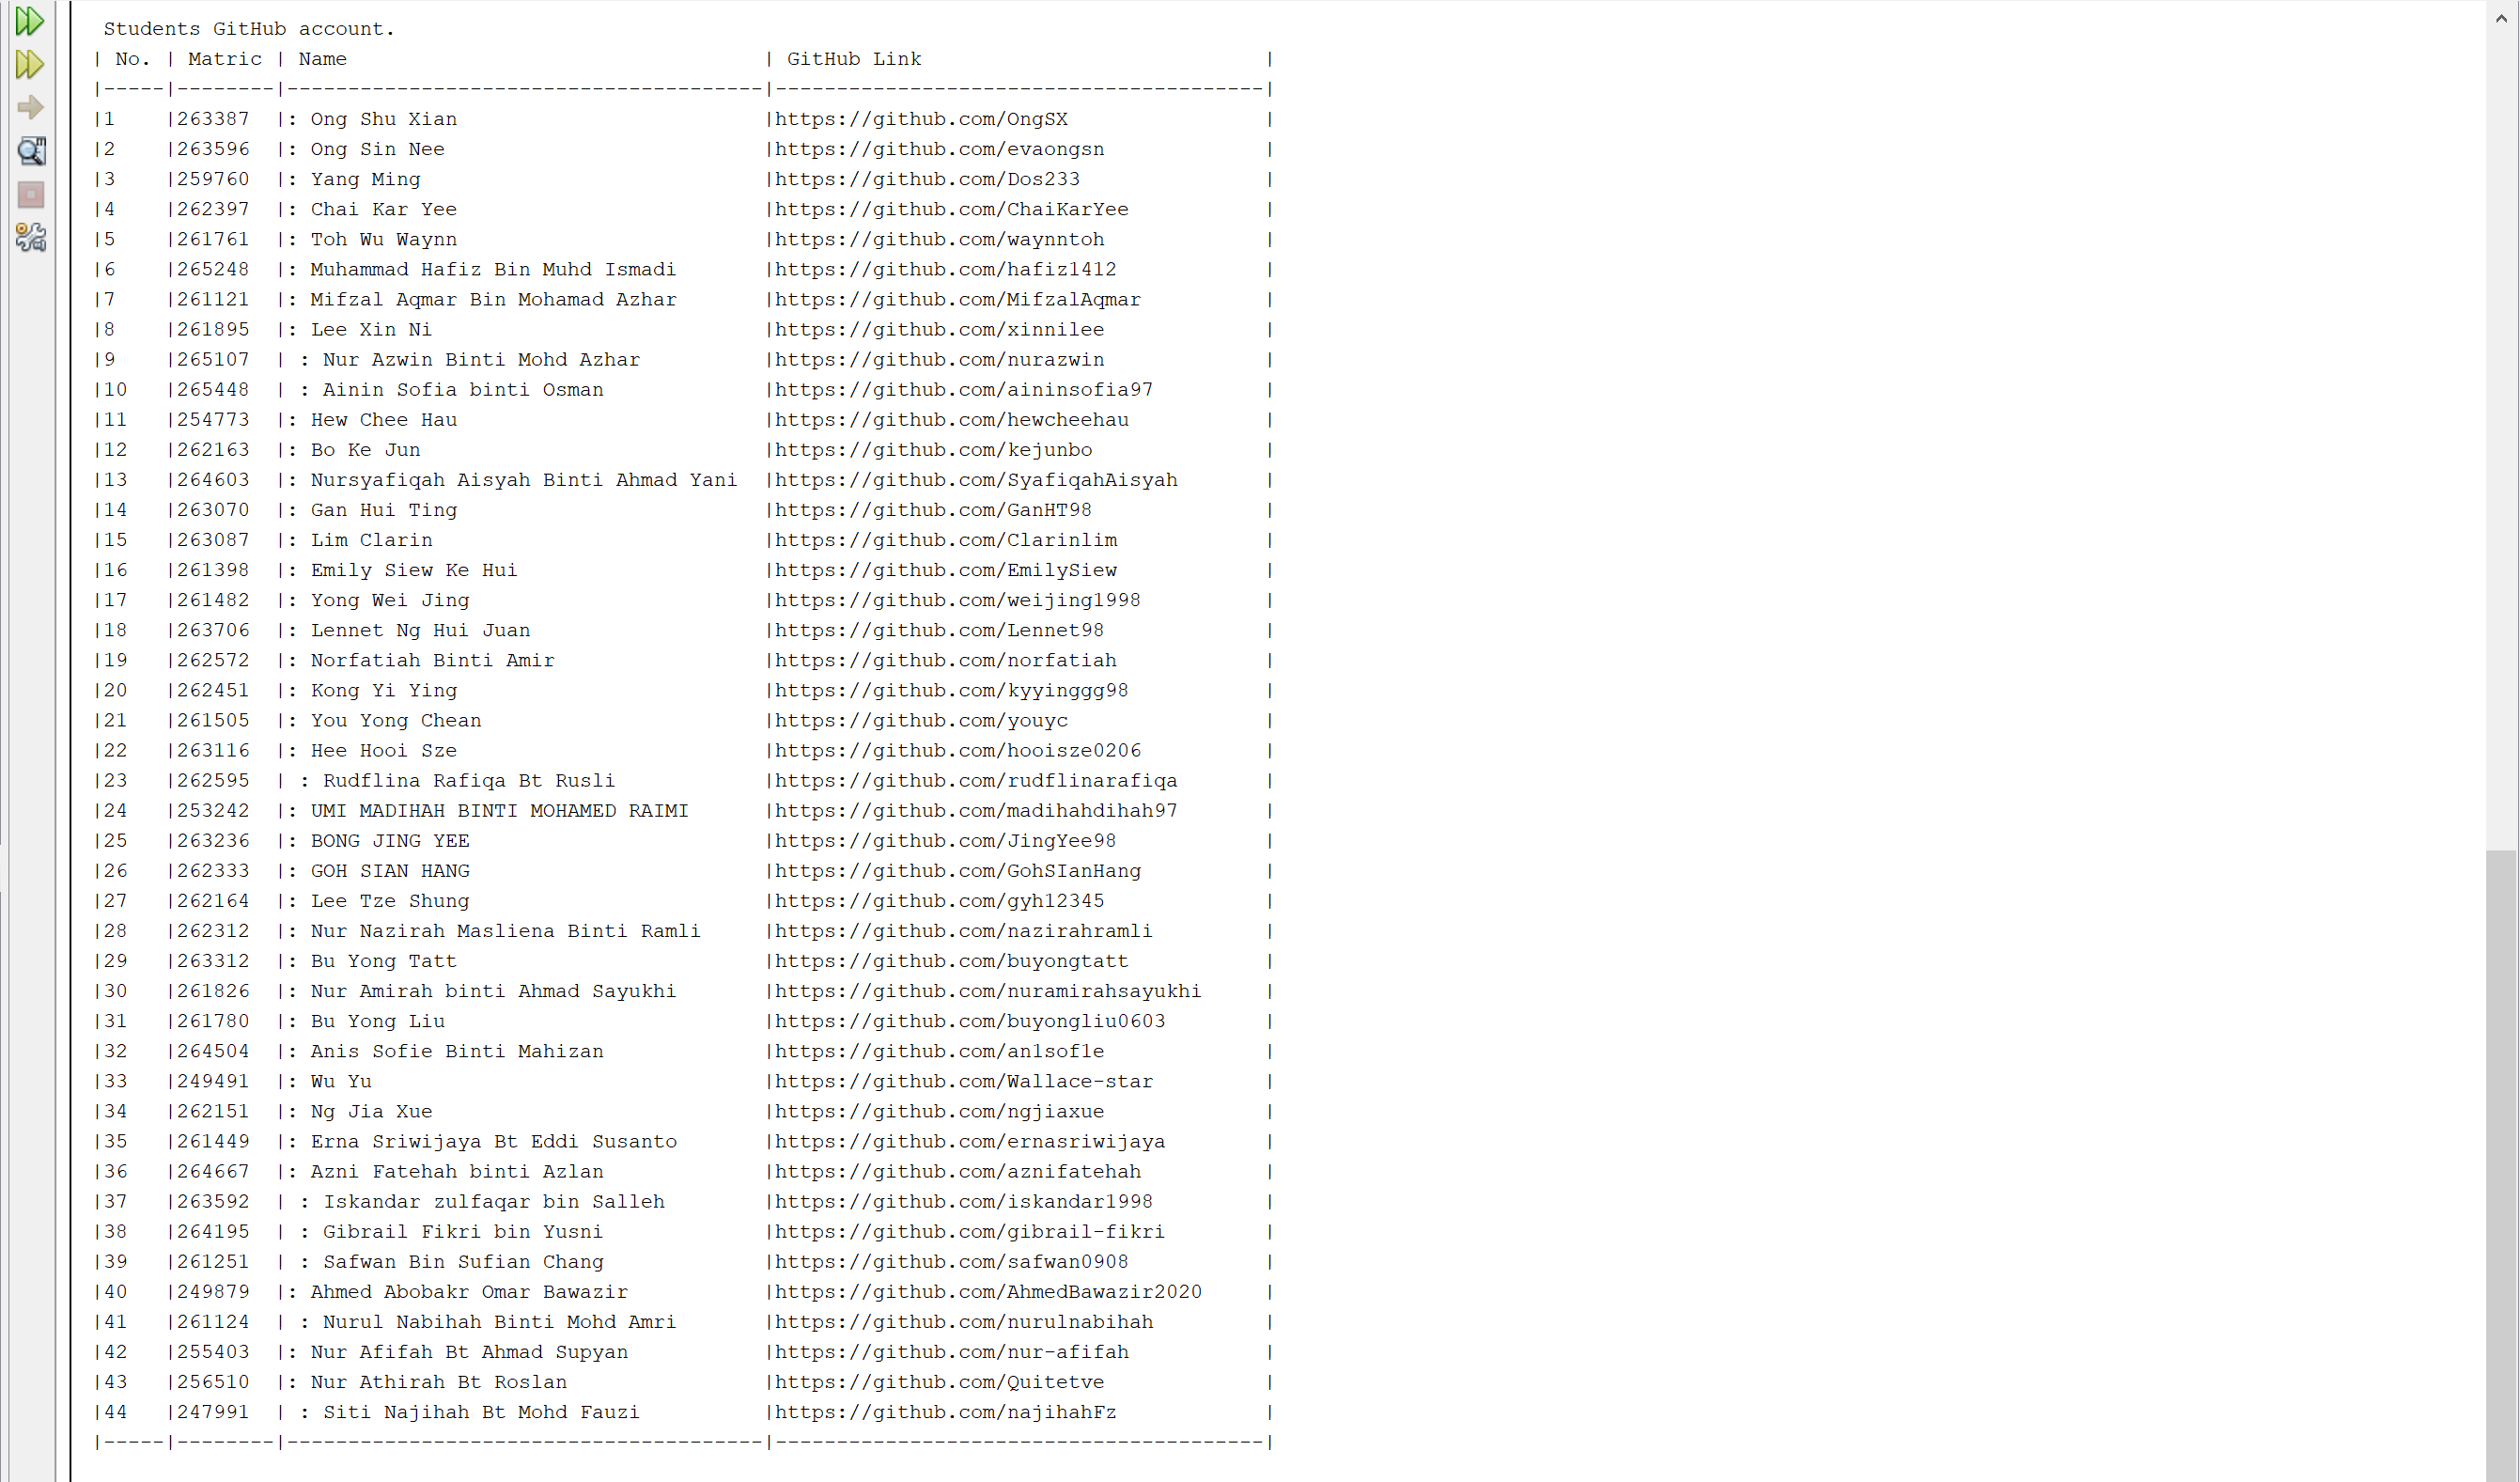 Students GitHub account.
| No. | Matric | Name                                  | GitHub Link                            |
|-----|--------|---------------------------------------|----------------------------------------|
|1    |263387  |: Ong Shu Xian                         |https://github.com/OngSX                |
|2    |263596  |: Ong Sin Nee                          |https://github.com/evaongsn             |
|3    |259760  |: Yang Ming                            |https://github.com/Dos233               |
|4    |262397  |: Chai Kar Yee                         |https://github.com/ChaiKarYee           |
|5    |261761  |: Toh Wu Waynn                         |https://github.com/waynntoh             |
|6    |265248  |: Muhammad Hafiz Bin Muhd Ismadi       |https://github.com/hafiz1412            |
|7    |261121  |: Mifzal Aqmar Bin Mohamad Azhar       |https://github.com/MifzalAqmar          |
|8    |261895  |: Lee Xin Ni                           |https://github.com/xinnilee             |
|9    |265107  | : Nur Azwin Binti Mohd Azhar          |https://github.com/nurazwin             |
|10   |265448  | : Ainin Sofia binti Osman             |https://github.com/aininsofia97         |
|11   |254773  |: Hew Chee Hau                         |https://github.com/hewcheehau           |
|12   |262163  |: Bo Ke Jun                            |https://github.com/kejunbo              |
|13   |264603  |: Nursyafiqah Aisyah Binti Ahmad Yani  |https://github.com/SyafiqahAisyah       |
|14   |263070  |: Gan Hui Ting                         |https://github.com/GanHT98              |
|15   |263087  |: Lim Clarin                           |https://github.com/Clarinlim            |
|16   |261398  |: Emily Siew Ke Hui                    |https://github.com/EmilySiew            |
|17   |261482  |: Yong Wei Jing                        |https://github.com/weijing1998          |
|18   |263706  |: Lennet Ng Hui Juan                   |https://github.com/Lennet98             |
|19   |262572  |: Norfatiah Binti Amir                 |https://github.com/norfatiah            |
|20   |262451  |: Kong Yi Ying                         |https://github.com/kyyinggg98           |
|21   |261505  |: You Yong Chean                       |https://github.com/youyc                |
|22   |263116  |: Hee Hooi Sze                         |https://github.com/hooisze0206          |
|23   |262595  | : Rudflina Rafiqa Bt Rusli            |https://github.com/rudflinarafiqa       |
|24   |253242  |: UMI MADIHAH BINTI MOHAMED RAIMI      |https://github.com/madihahdihah97       |
|25   |263236  |: BONG JING YEE                        |https://github.com/JingYee98            |
|26   |262333  |: GOH SIAN HANG                        |https://github.com/GohSIanHang          |
|27   |262164  |: Lee Tze Shung                        |https://github.com/gyh12345             |
|28   |262312  |: Nur Nazirah Masliena Binti Ramli     |https://github.com/nazirahramli         |
|29   |263312  |: Bu Yong Tatt                         |https://github.com/buyongtatt           |
|30   |261826  |: Nur Amirah binti Ahmad Sayukhi       |https://github.com/nuramirahsayukhi     |
|31   |261780  |: Bu Yong Liu                          |https://github.com/buyongliu0603        |
|32   |264504  |: Anis Sofie Binti Mahizan             |https://github.com/an1sof1e             |
|33   |249491  |: Wu Yu                                |https://github.com/Wallace-star         |
|34   |262151  |: Ng Jia Xue                           |https://github.com/ngjiaxue             |
|35   |261449  |: Erna Sriwijaya Bt Eddi Susanto       |https://github.com/ernasriwijaya        |
|36   |264667  |: Azni Fatehah binti Azlan             |https://github.com/aznifatehah          |
|37   |263592  | : Iskandar zulfaqar bin Salleh        |https://github.com/iskandar1998         |
|38   |264195  | : Gibrail Fikri bin Yusni             |https://github.com/gibrail-fikri        |
|39   |261251  | : Safwan Bin Sufian Chang             |https://github.com/safwan0908           |
|40   |249879  |: Ahmed Abobakr Omar Bawazir           |https://github.com/AhmedBawazir2020     |
|41   |261124  | : Nurul Nabihah Binti Mohd Amri       |https://github.com/nurulnabihah         |
|42   |255403  |: Nur Afifah Bt Ahmad Supyan           |https://github.com/nur-afifah           |
|43   |256510  |: Nur Athirah Bt Roslan                |https://github.com/Quitetve             |
|44   |247991  | : Siti Najihah Bt Mohd Fauzi          |https://github.com/najihahFz            |
|-----|--------|---------------------------------------|----------------------------------------|